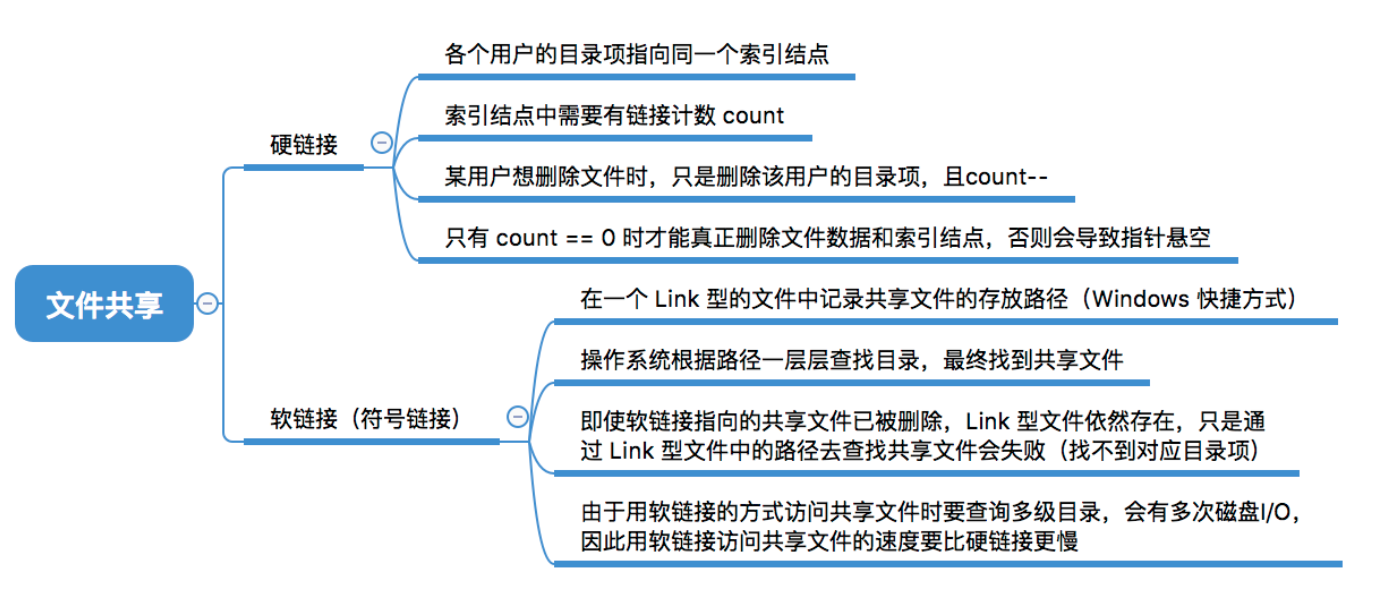 文件共享
硬链接
各个用户的目录项指向同一个索引结点
索引结点中需要有链接计数 count
某用户想删除文件时，只是删除该用户的目录项，且count--
只有 count == 0 时才能真正删除文件数据和索引结点，否则会导致指针悬空
软链接（符号链接）
在一个 Link 型的文件中记录共享文件的存放路径（Windows 快捷方式）
操作系统根据路径一层层查找目录，最终找到共享文件
即使软链接指向的共享文件已被删除，Link 型文件依然存在，只是通
过 Link 型文件中的路径去查找共享文件会失败（找不到对应目录项）
由于用软链接的方式访问共享文件时要查询多级目录，会有多次磁盘I/O，
因此用软链接访问共享文件的速度要比硬链接更慢